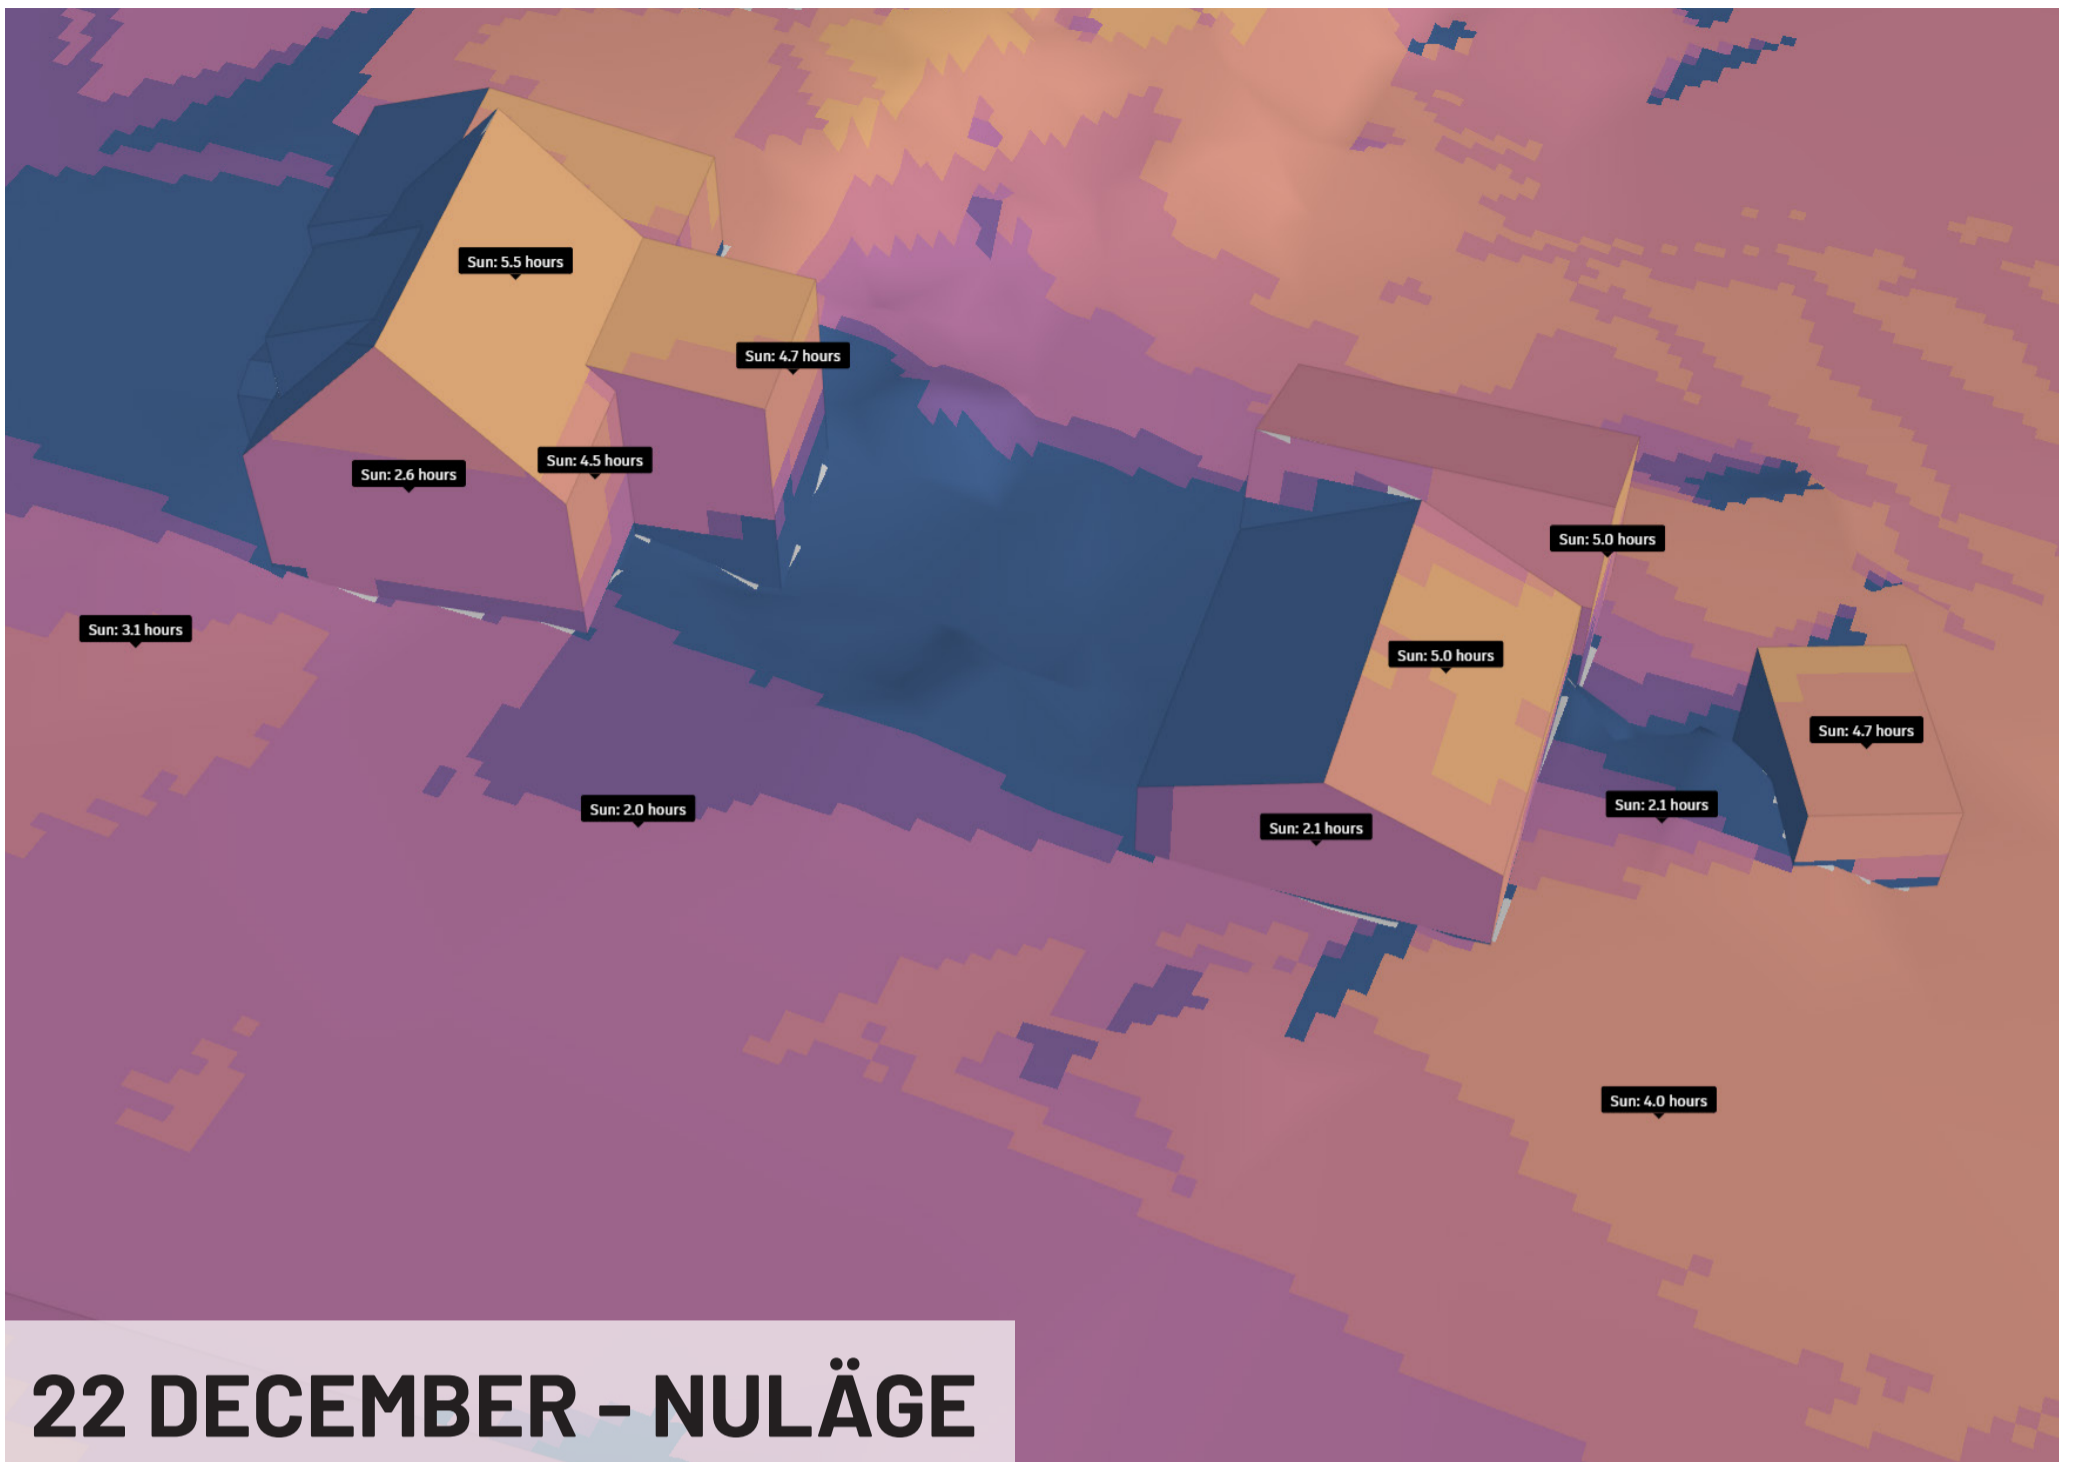 Sun: 5.5 hours
Sun: 4.7 hours
Sun: 4.5 hours
Sun: 2.6 hours
Sun: 5.0 hours
Sun: 3.1 hours
Sun: 5.0 hours
Sun: 4.7 hours
Sun: 2.0 hours
Sun: 2.1 hours
Sun: 2.1 hours
Sun: 4.0 hours
22 DECEMBER – NULÄGE